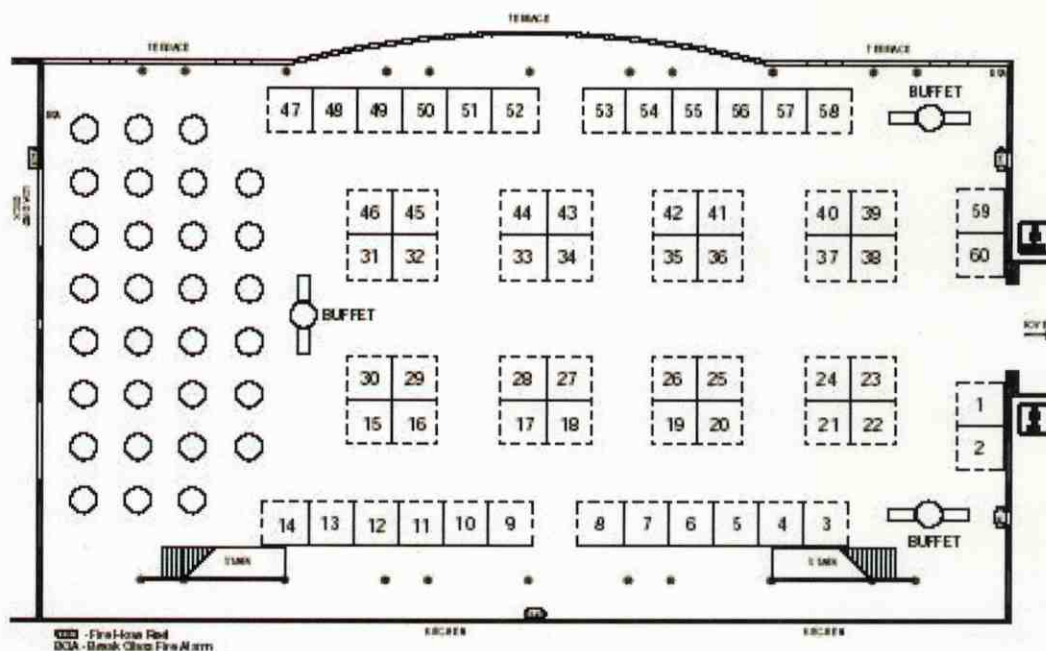 TERRACE
TERRACE
TERRACE
BUFFET
47 48 49 50 51 52
53 54 55 56 57 58
46 45
44 43
42 41
40 39
59
31 32
33 34
35 36
37 38
60
BUFFET
30 29
28 27
26 25
24 23
1
15 16
17 18
19 20
21 22
2
14 13 12 11 10 9
8 7 6 5 4 3
BUFFET
KITCHEN
KITCHEN
- Fire Hose Reel
BGA - Break Glass Fire Alarm